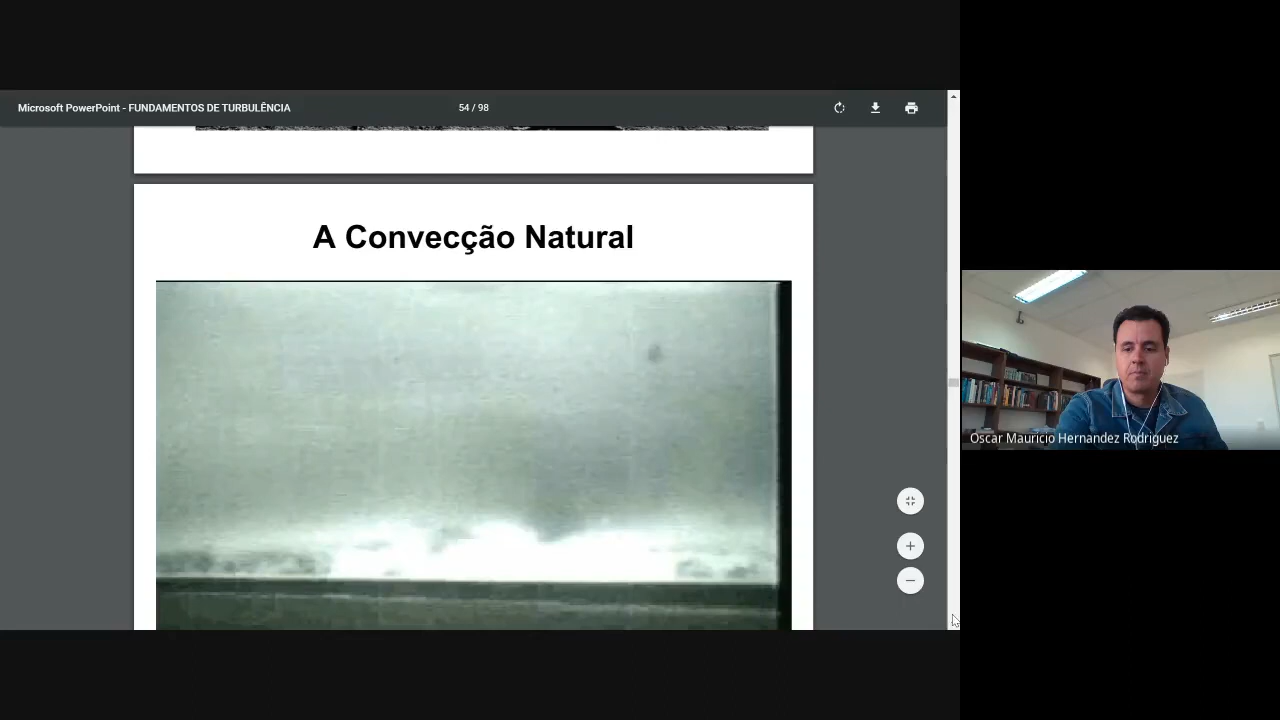 Microsoft PowerPoint - FUNDAMENTOS DE TURBULÊNCIA
54 / 98
A Convecção Natural
Oscar Mauricio Hernandez Rodriguez